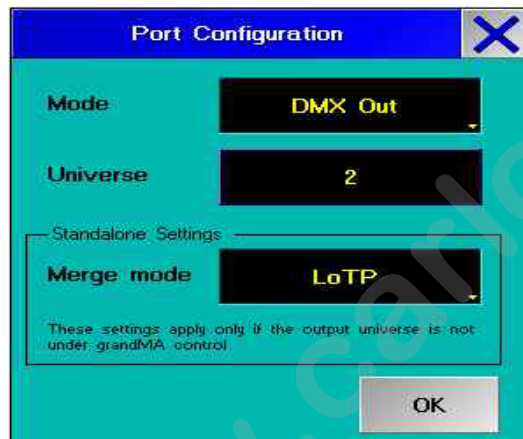 Port Configuration
Mode
DMX Out
Universe
2
Standalone Settings
Merge mode
LoTP
These settings apply only if the output universe is not
under grandMA control
OK